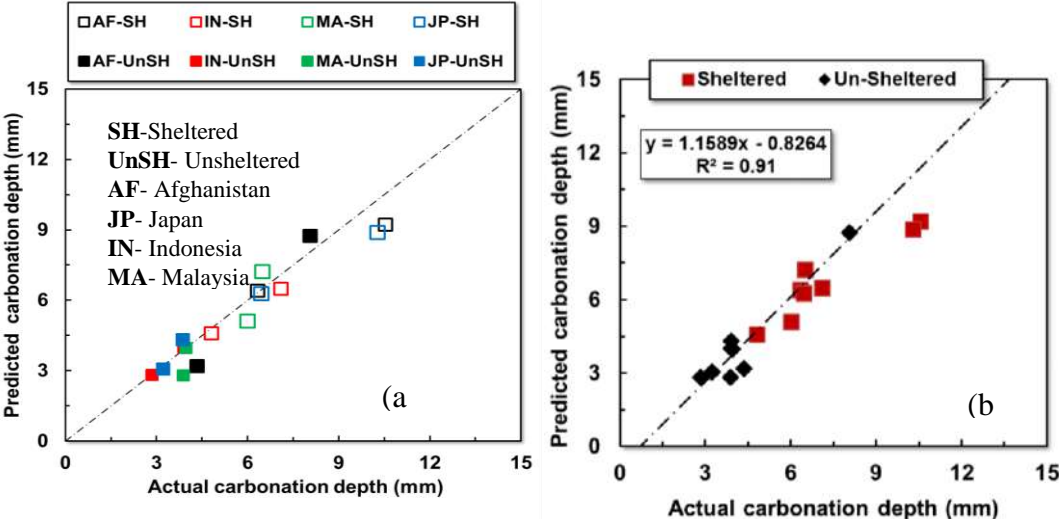 AF-SH IN-SH MA-SH JP-SH
AF-UnSH IN-UnSH MA-UnSH JP-UnSH
Predicted carbonation depth (mm)
15
12
9
6
3
0
SH-Sheltered
UnSH- Unsheltered
AF- Afghanistan
JP- Japan
IN- Indonesia
MA- Malaysia
(a
0 3 6 9 12 15
Actual carbonation depth (mm)
Sheltered Un-Sheltered
Predicted carbonation depth (mm)
15
12
9
6
3
0
y = 1.1589x - 0.8264
R² = 0.91
(b
0 3 6 9 12 15
Actual carbonation depth (mm)